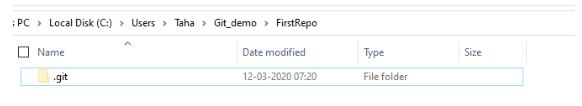 PC > Local Disk (C:) > Users > Taha > Git_demo > FirstRepo
Name Date modified Type Size
.git 12-03-2020 07:20 File folder